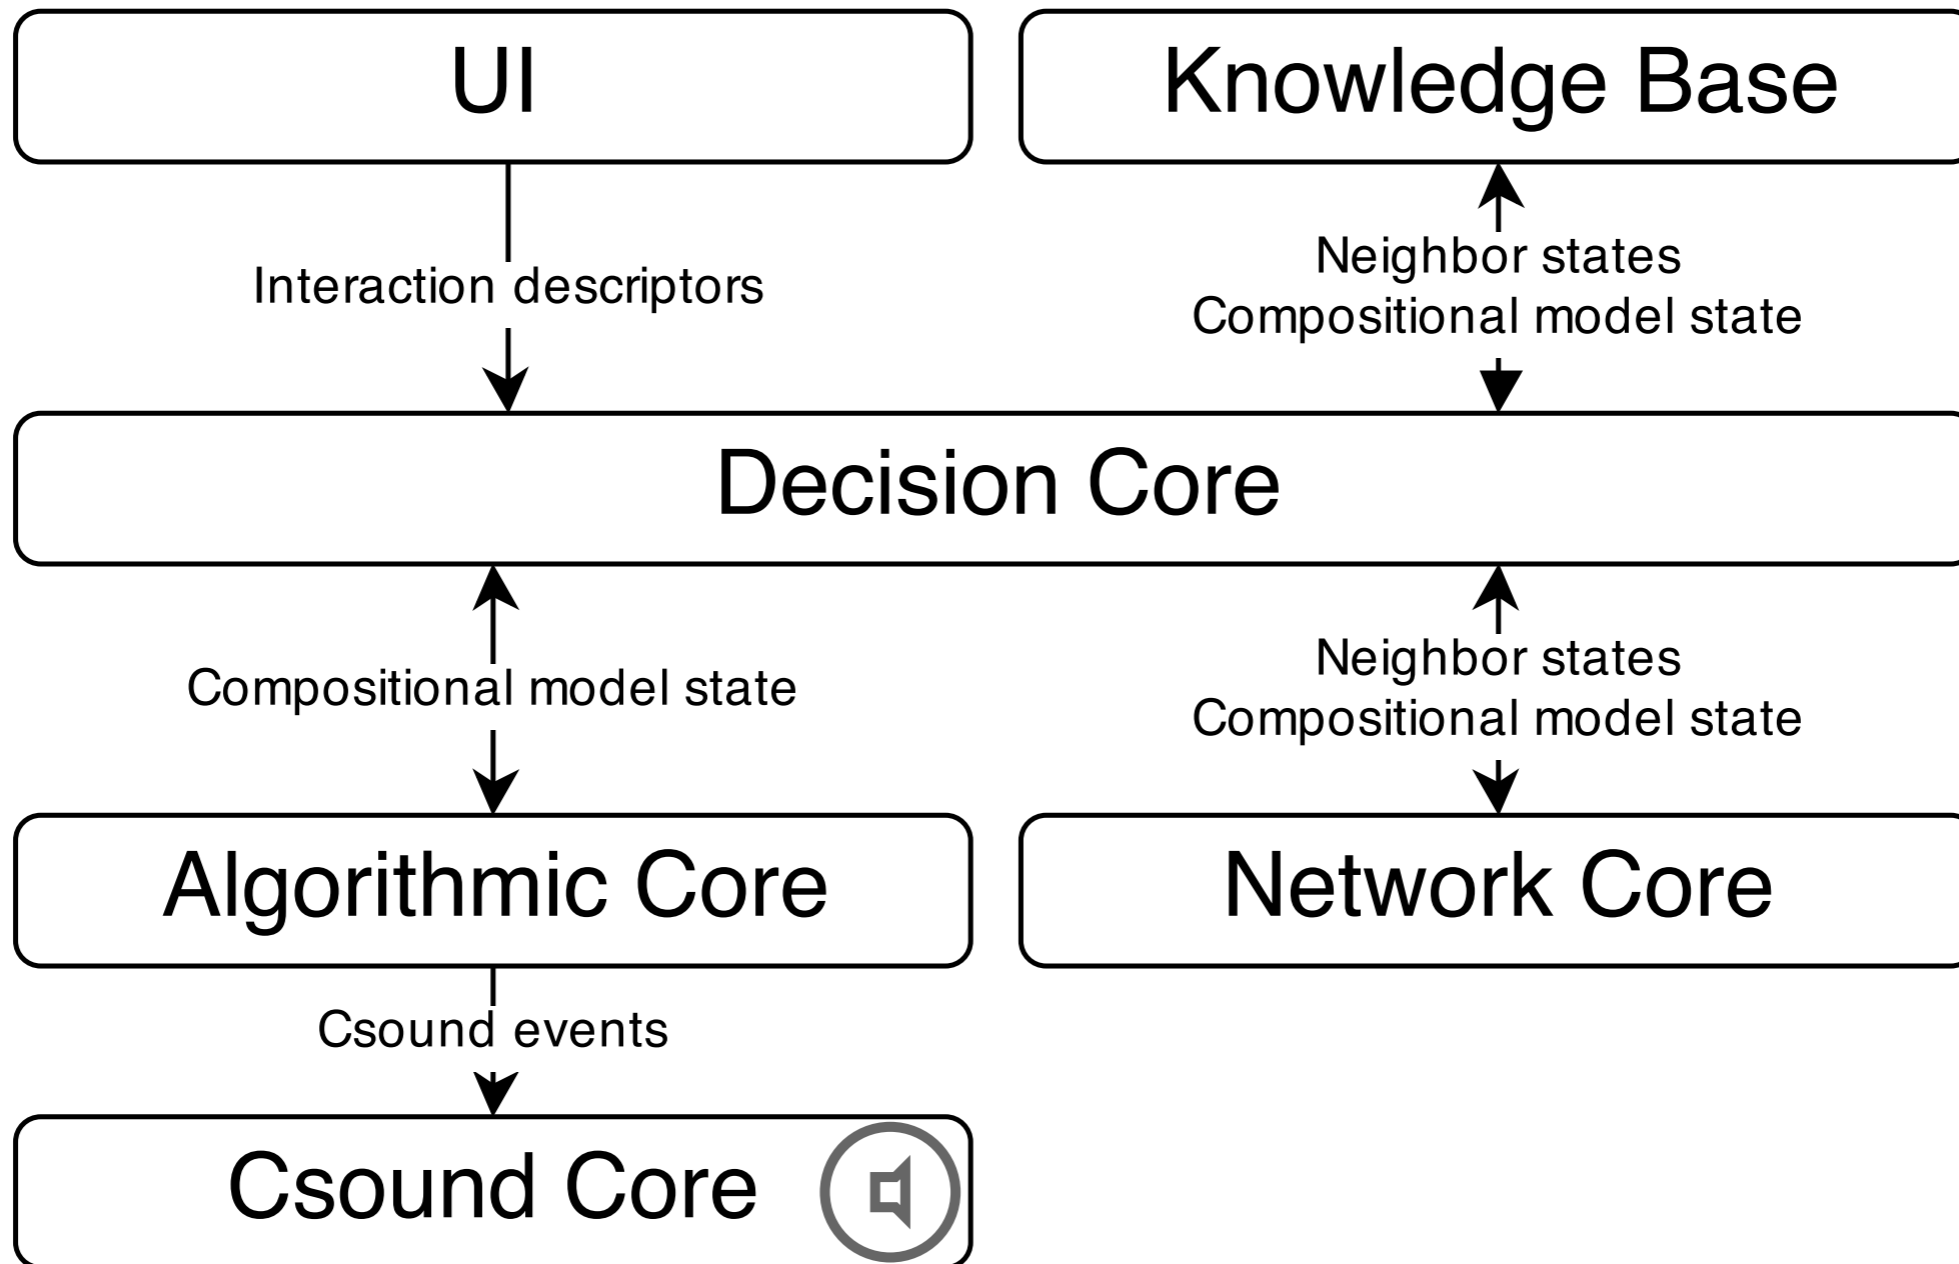 UI
Knowledge Base
Interaction descriptors
Neighbor states
Compositional model state
Decision Core
Compositional model state
Neighbor states
Compositional model state
Algorithmic Core
Network Core
Csound events
Csound Core